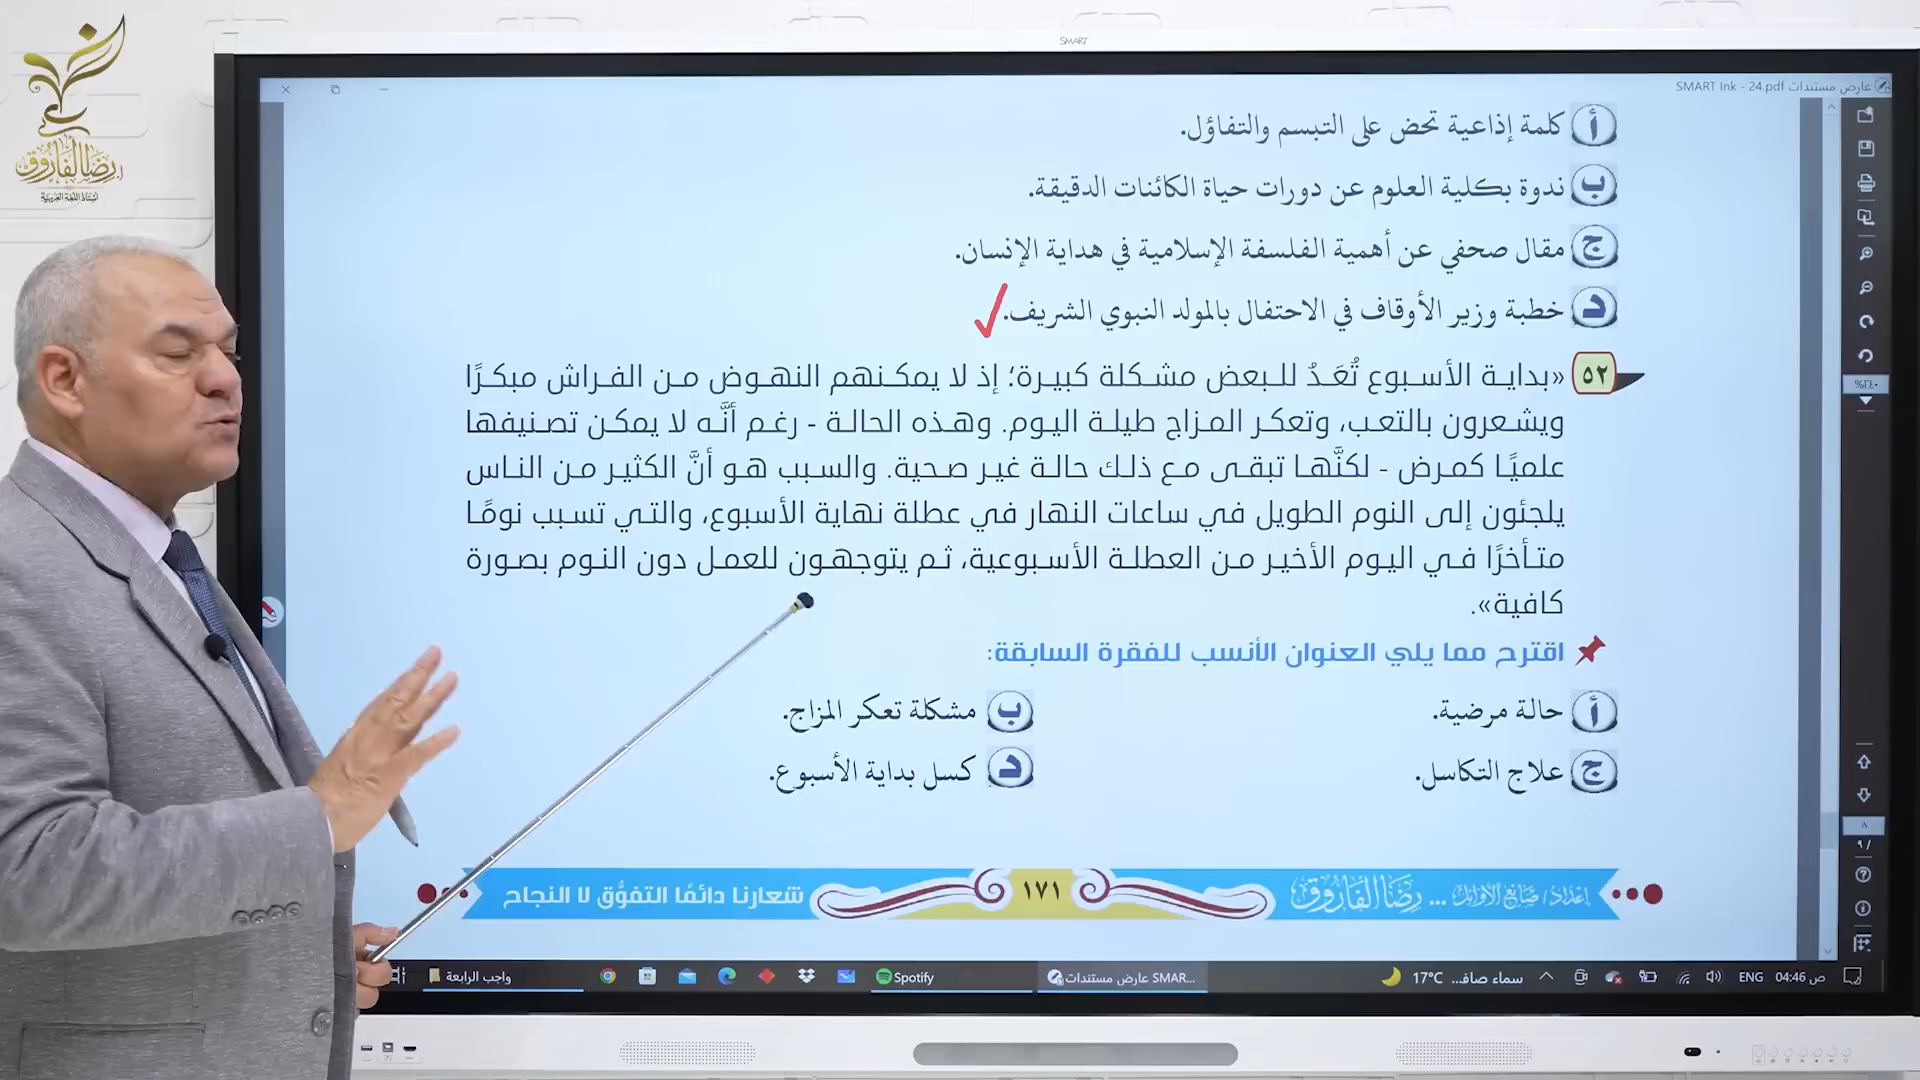 رضا الفاروق
أستاذ اللغة العربية
SMART
عارض مستندات SMART Ink - 24.pdf
أ كلمة إذاعية تحض على التبسم والتفاؤل.
ب ندوة بكلية العلوم عن دورات حياة الكائنات الدقيقة.
ج مقال صحفي عن أهمية الفلسفة الإسلامية في هداية الإنسان.
د خطبة وزير الأوقاف في الاحتفال بالمولد النبوي الشريف.
٥٢ «بداية الأسبوع تُعَدُ للبعض مشكلة كبيرة؛ إذ لا يمكنهم النهوض من الفراش مبكرًا
ويشعرون بالتعب، وتعكر المزاج طيلة اليوم. وهذه الحالة - رغم أنَّه لا يمكن تصنيفها
علميًا كمرض - لكنَّها تبقى مع ذلك حالة غير صحية. والسبب هو أنَّ الكثير من الناس
يلجئون إلى النوم الطويل في ساعات النهار في عطلة نهاية الأسبوع، والتي تسبب نومًا
متأخرًا في اليوم الأخير من العطلة الأسبوعية، ثم يتوجهون للعمل دون النوم بصورة
كافية».
اقترح مما يلي العنوان الأنسب للفقرة السابقة:
أ حالة مرضية. ب مشكلة تعكر المزاج.
ج علاج التكاسل. د كسل بداية الأسبوع.
إعداد/ صانع الأوائل ... رضا الفاروق ١٧١ شعارنا دائمًا التفوُّق لا النجاح
واجب الرابعة Spotify عارض مستندات SMAR... 17°C سماء صافـ... ENG 04:46 ص